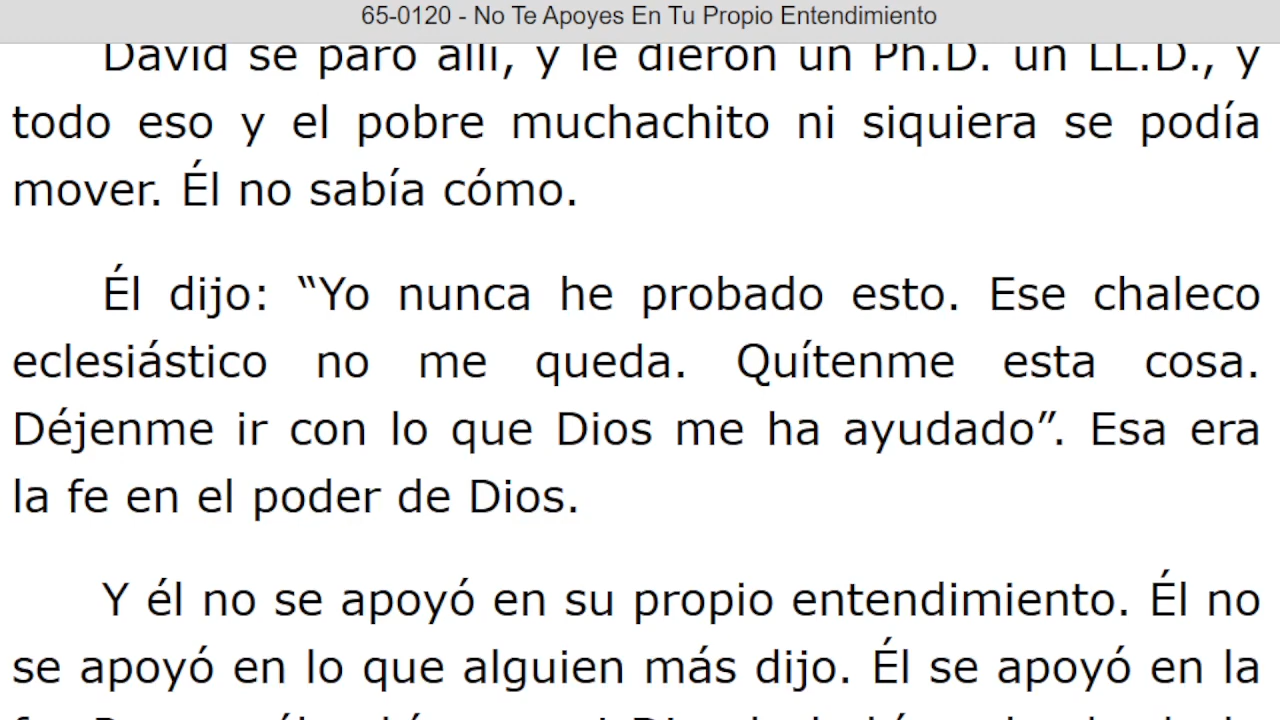 65-0120 - No Te Apoyes En Tu Propio Entendimiento
David se paró allí, y le dieron un Ph.D. un LL.D., y
todo eso y el pobre muchachito ni siquiera se podía
mover. Él no sabía cómo.
Él dijo: “Yo nunca he probado esto. Ese chaleco
eclesiástico no me queda. Quítenme esta cosa.
Déjenme ir con lo que Dios me ha ayudado”. Esa era
la fe en el poder de Dios.
Y él no se apoyó en su propio entendimiento. Él no
se apoyó en lo que alguien más dijo. Él se apoyó en la